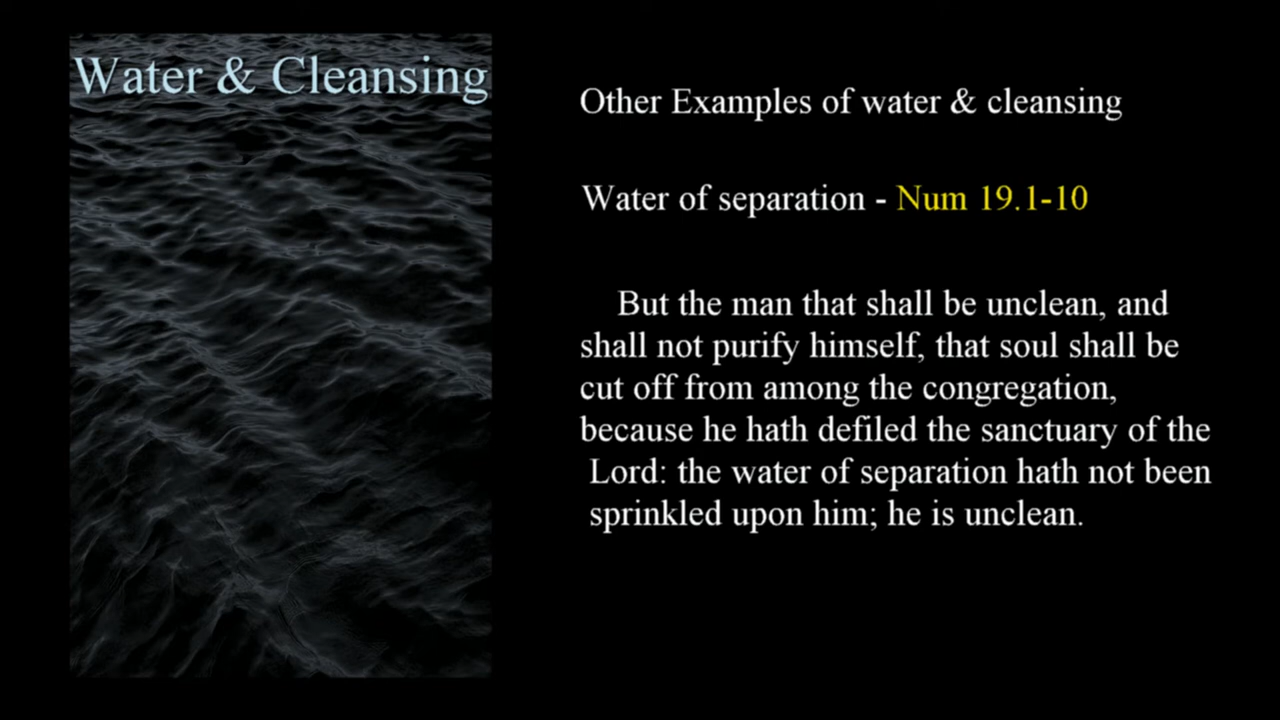 Water & Cleansing
Other Examples of water & cleansing
Water of separation - Num 19.1-10
But the man that shall be unclean, and
shall not purify himself, that soul shall be
cut off from among the congregation,
because he hath defiled the sanctuary of the
Lord: the water of separation hath not been
sprinkled upon him; he is unclean.